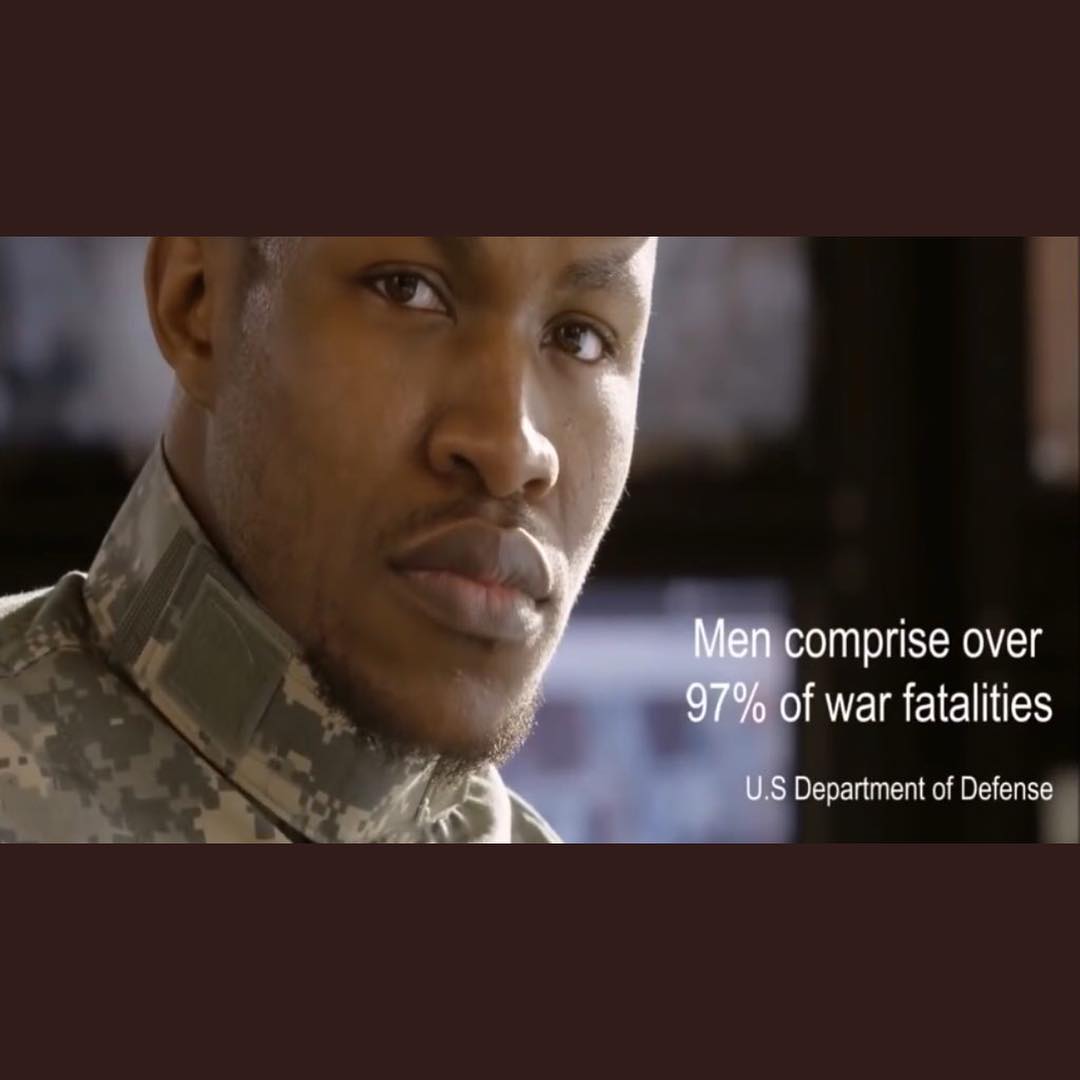 Men comprise over
97% of war fatalities
U.S Department of Defense